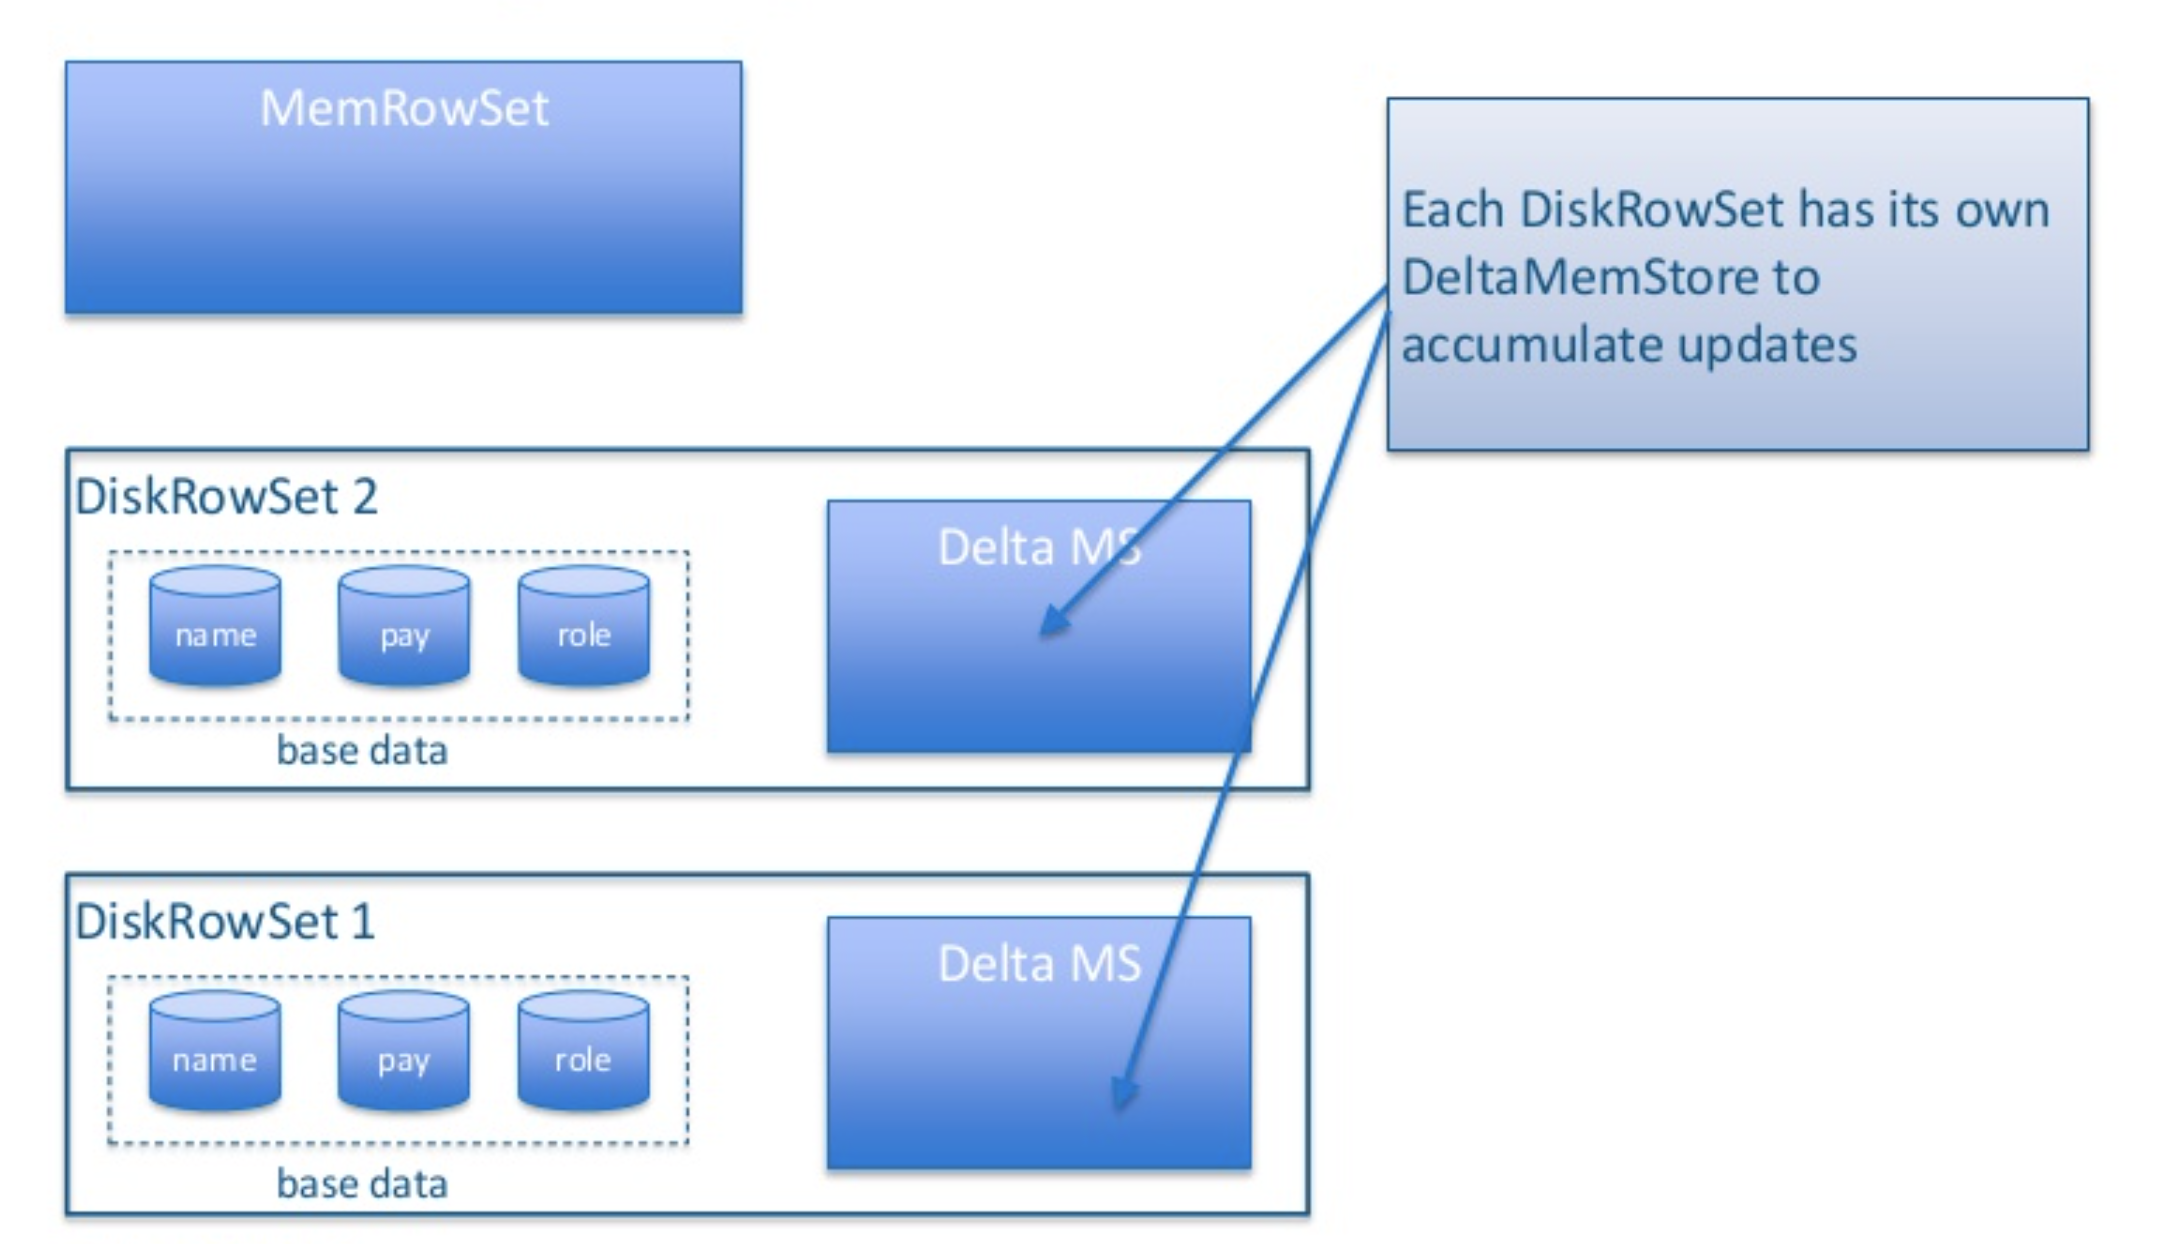 MemRowSet
Each DiskRowSet has its own
DeltaMemStore to
accumulate updates
DiskRowSet 2
Delta MS
name
pay
role
base data
DiskRowSet 1
Delta MS
name
pay
role
base data